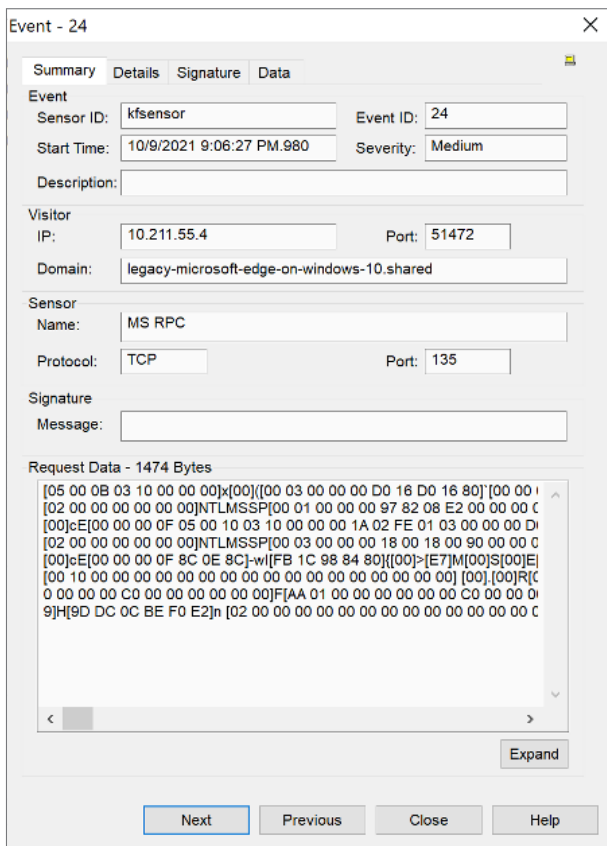 Event - 24
Summary Details Signature Data
Event
Sensor ID: kfsensor Event ID: 24
Start Time: 10/9/2021 9:06:27 PM.980 Severity: Medium
Description:
Visitor
IP: 10.211.55.4 Port: 51472
Domain: legacy-microsoft-edge-on-windows-10.shared
Sensor
Name: MS RPC
Protocol: TCP Port: 135
Signature
Message:
Request Data - 1474 Bytes
[05 00 0B 03 10 00 00 00]x[00]([00 03 00 00 00 D0 16 D0 16 80]`[00 00
[02 00 00 00 00 00 00 00]NTLMSSP[00 01 00 00 00 97 82 08 E2 00 00 00
[00]cE[00 00 00 0F 05 00 10 03 10 00 00 00 1A 02 FE 01 03 00 00 00
[02 00 00 00 00 00 00 00]NTLMSSP[00 03 00 00 00 18 00 18 00 90 00 00
[00]cE[00 00 00 0F 8C 0E 8C]-wI[FB 1C 98 84 80]{[00]>[E7]M[00]S[00]E[
[00 10 00 00 00 00 00 00 00 00 00 00 00 00 00 00 00] [00].[00]R[
0 00 00 00 C0 00 00 00 00 00 00]F[AA 01 00 00 00 00 00 00 C0 00 00
9]H[9D DC 0C BE F0 E2]n [02 00 00 00 00 00 00 00 00 00 00 00 00 00
Expand
Next Previous Close Help